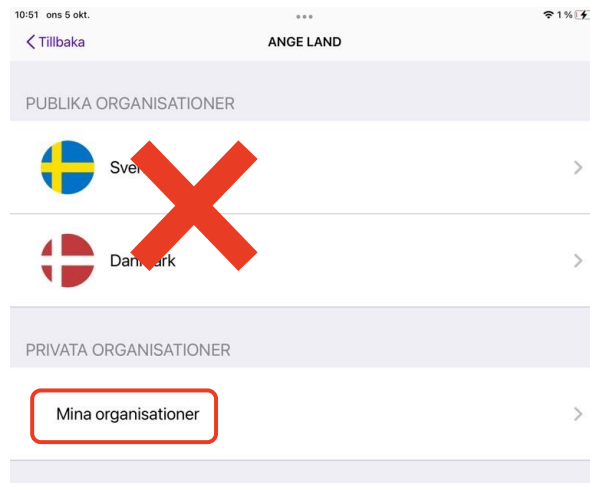 10:51 ons 5 okt.
1 %
Tillbaka
ANGE LAND
PUBLIKA ORGANISATIONER
PRIVATA ORGANISATIONER
Mina organisationer